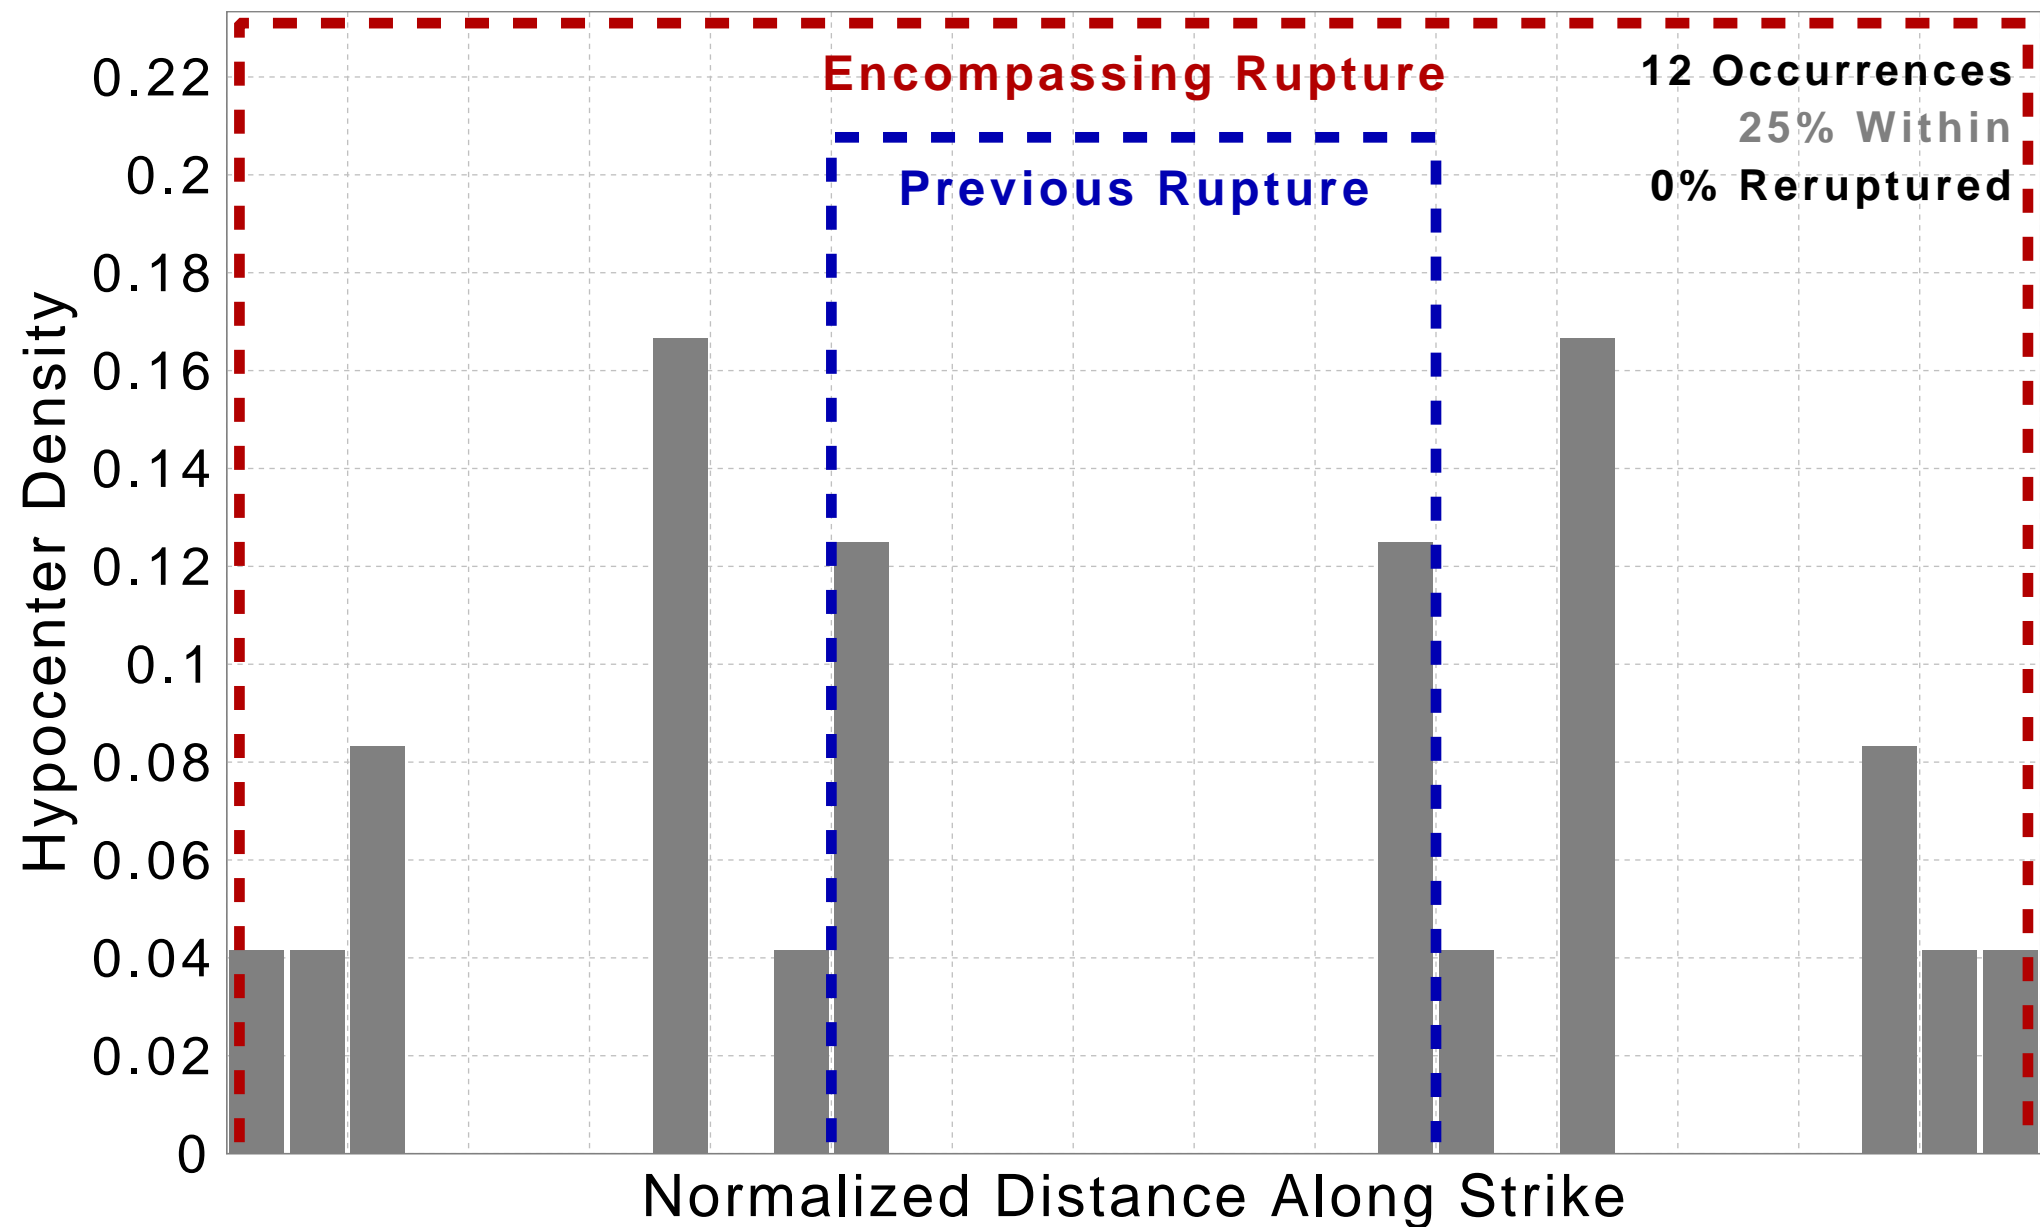 Encompassing Rupture
12 Occurrences
25% Within
Previous Rupture
0% Reruptured
Hypocenter Density
0.22
0.2
0.18
0.16
0.14
0.12
0.1
0.08
0.06
0.04
0.02
0
Normalized Distance Along Strike